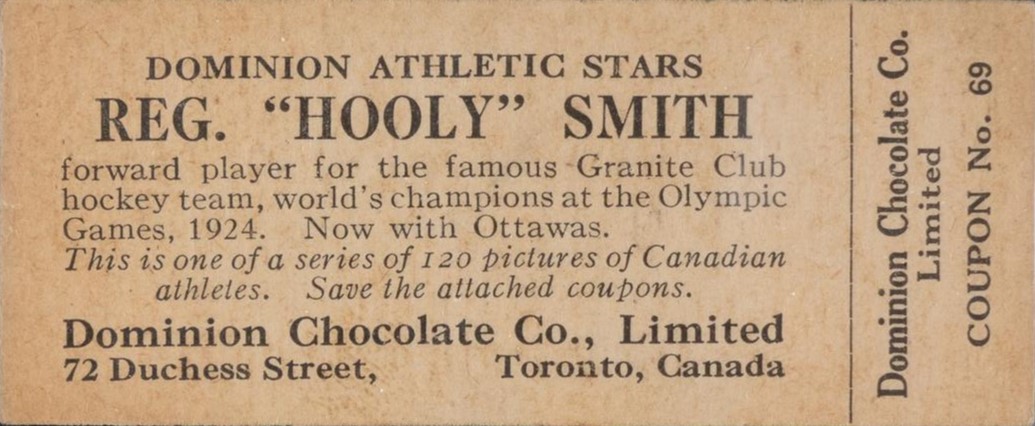 DOMINION ATHLETIC STARS
REG. "HOOLY" SMITH
forward player for the famous Granite Club
hockey team, world's champions at the Olympic
Games, 1924. Now with Ottawas.
This is one of a series of 120 pictures of Canadian
athletes. Save the attached coupons.
Dominion Chocolate Co., Limited
72 Duchess Street, Toronto, Canada
Dominion Chocolate Co.
Limited
COUPON No. 69